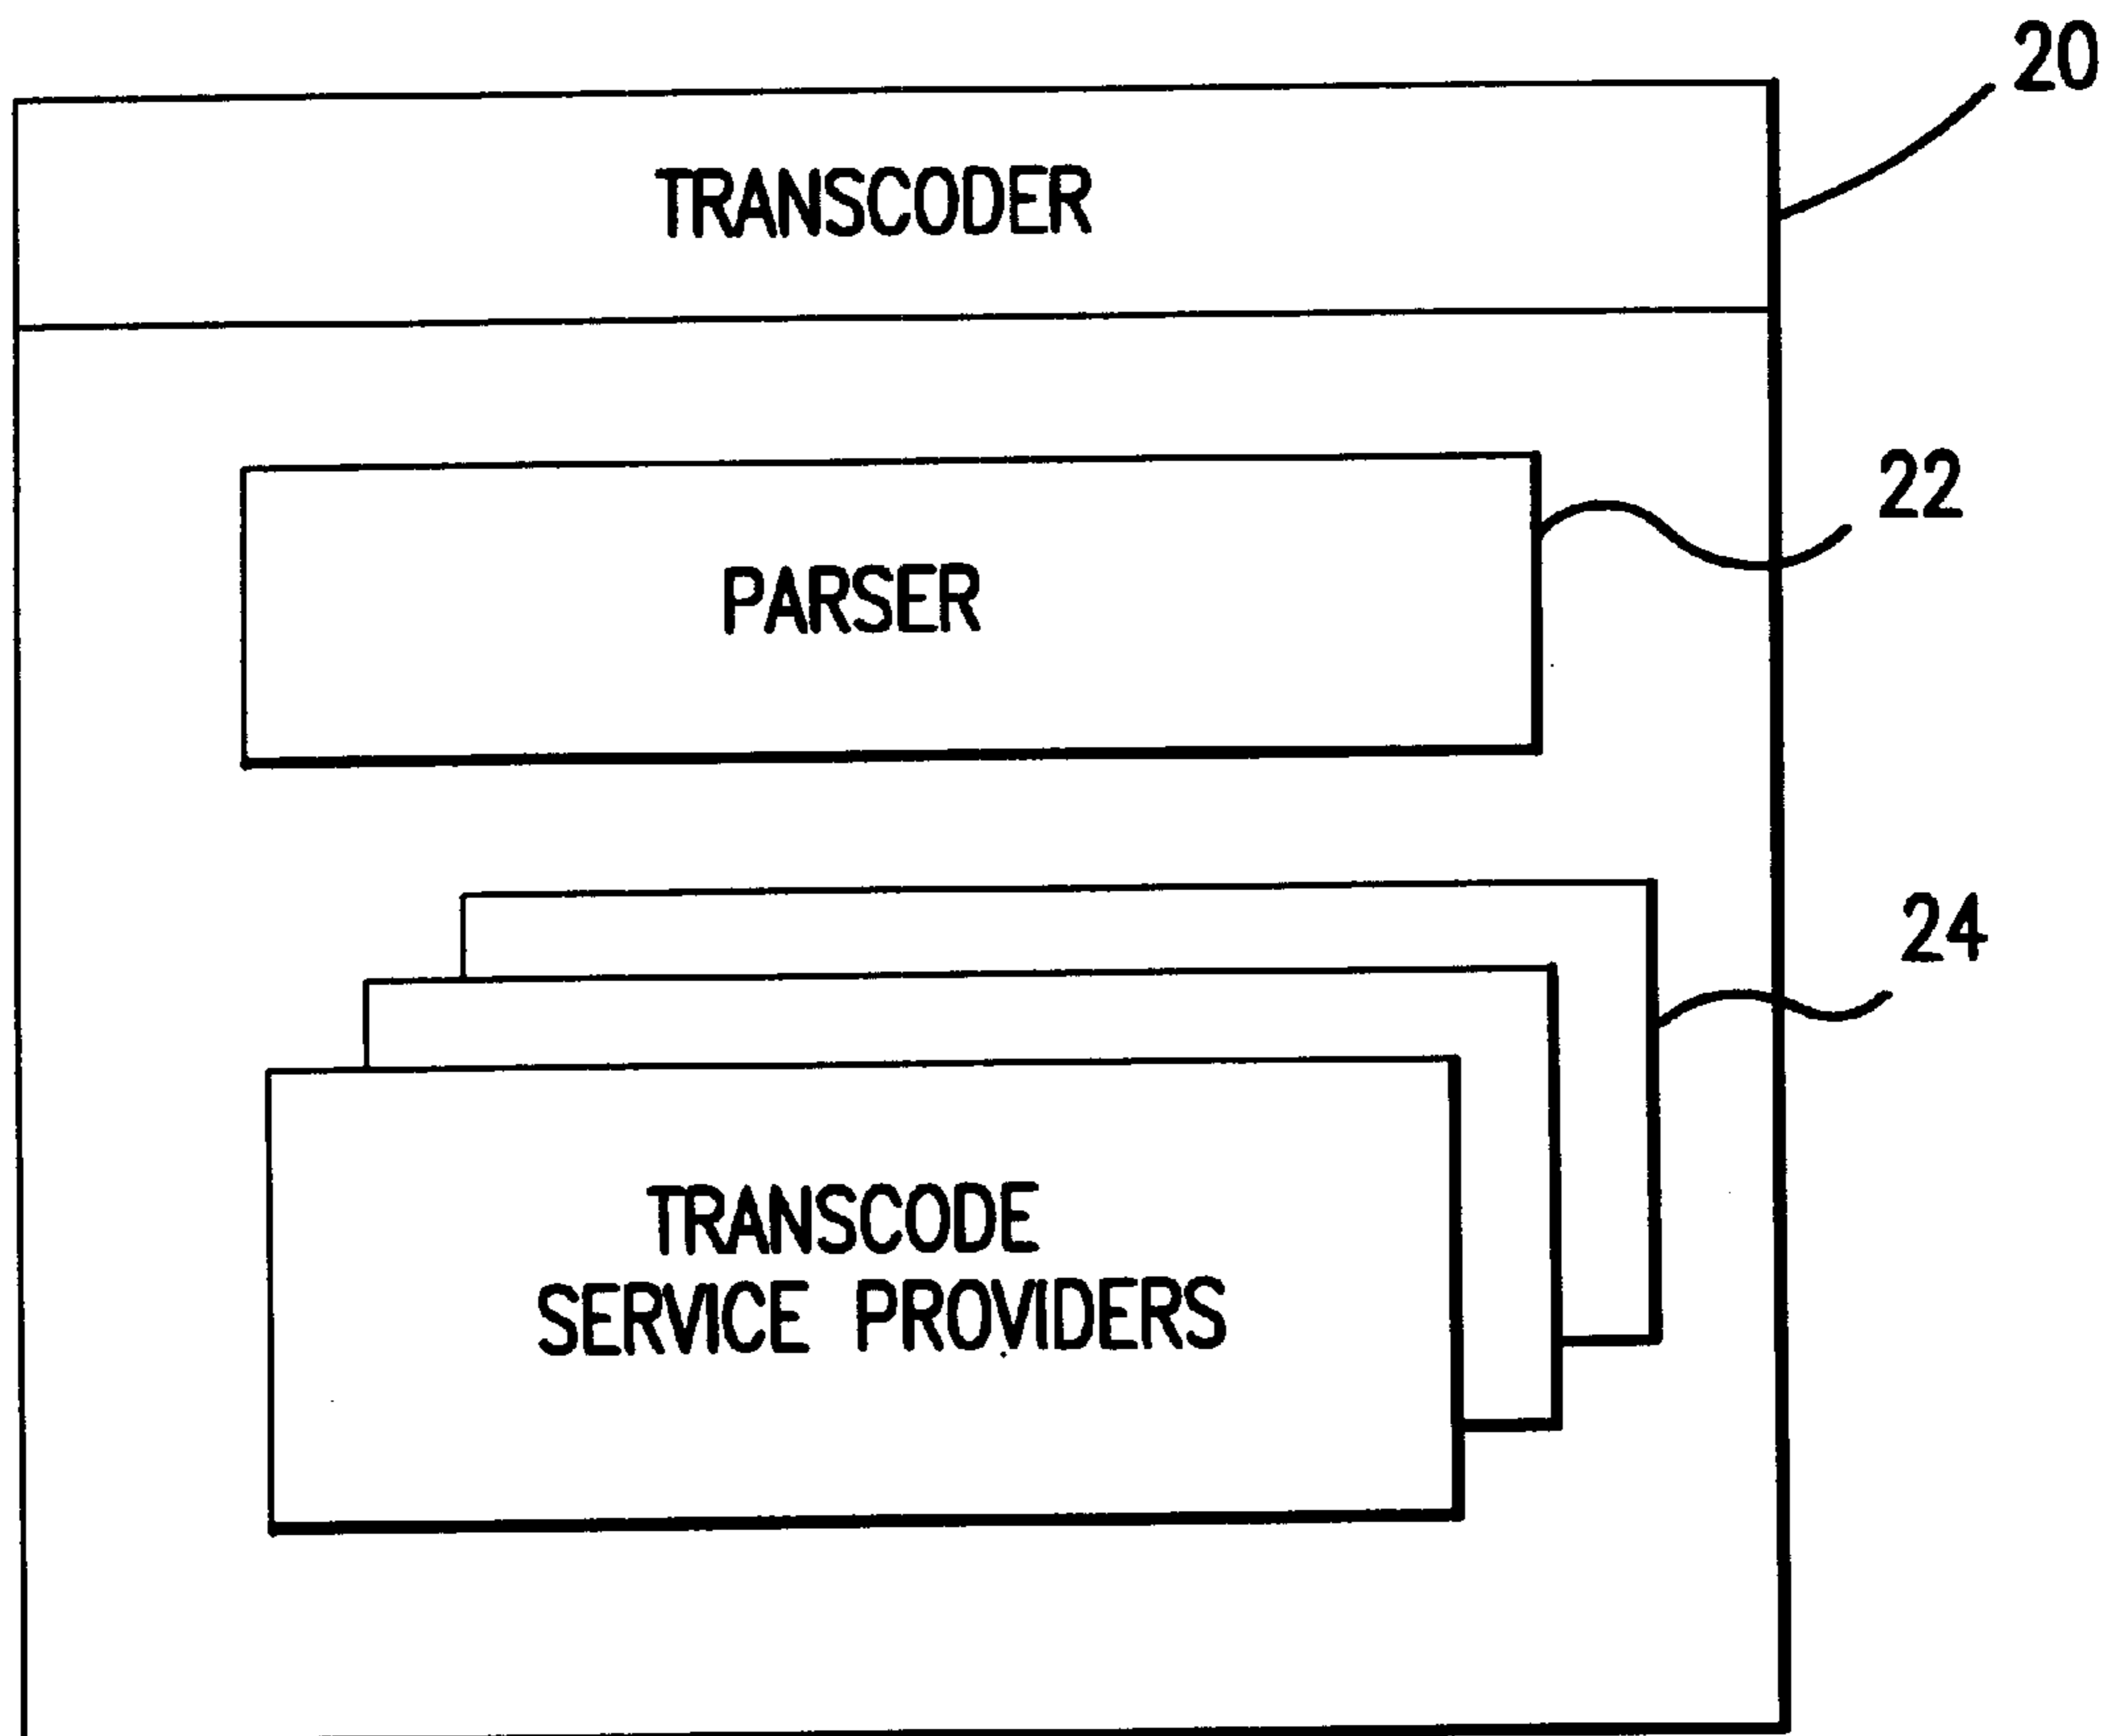 20
TRANSCODER
22
PARSER
24
TRANSCODE
SERVICE PROVIDERS